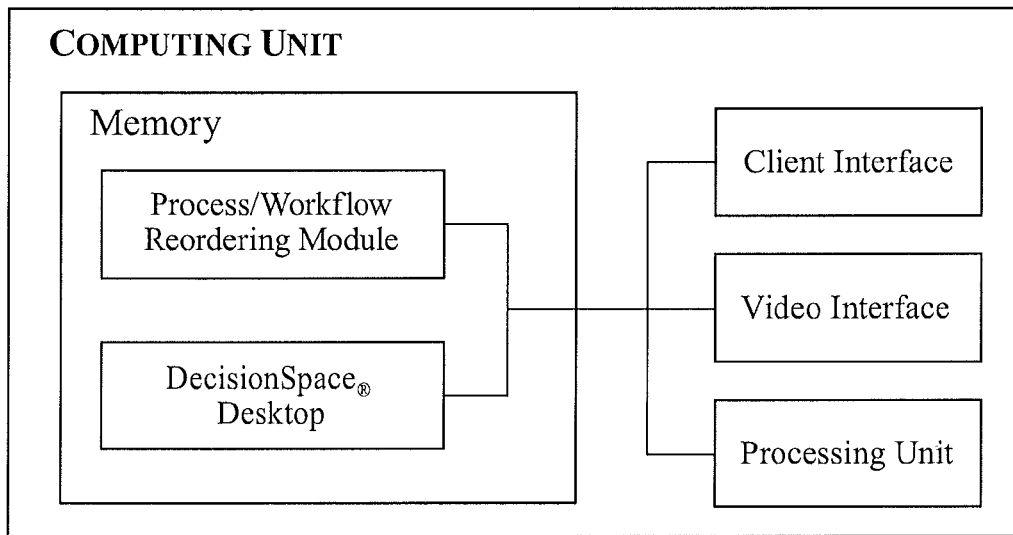 COMPUTING UNIT
Memory
Process/Workflow
Reordering Module
DecisionSpace®
Desktop
Client Interface
Video Interface
Processing Unit